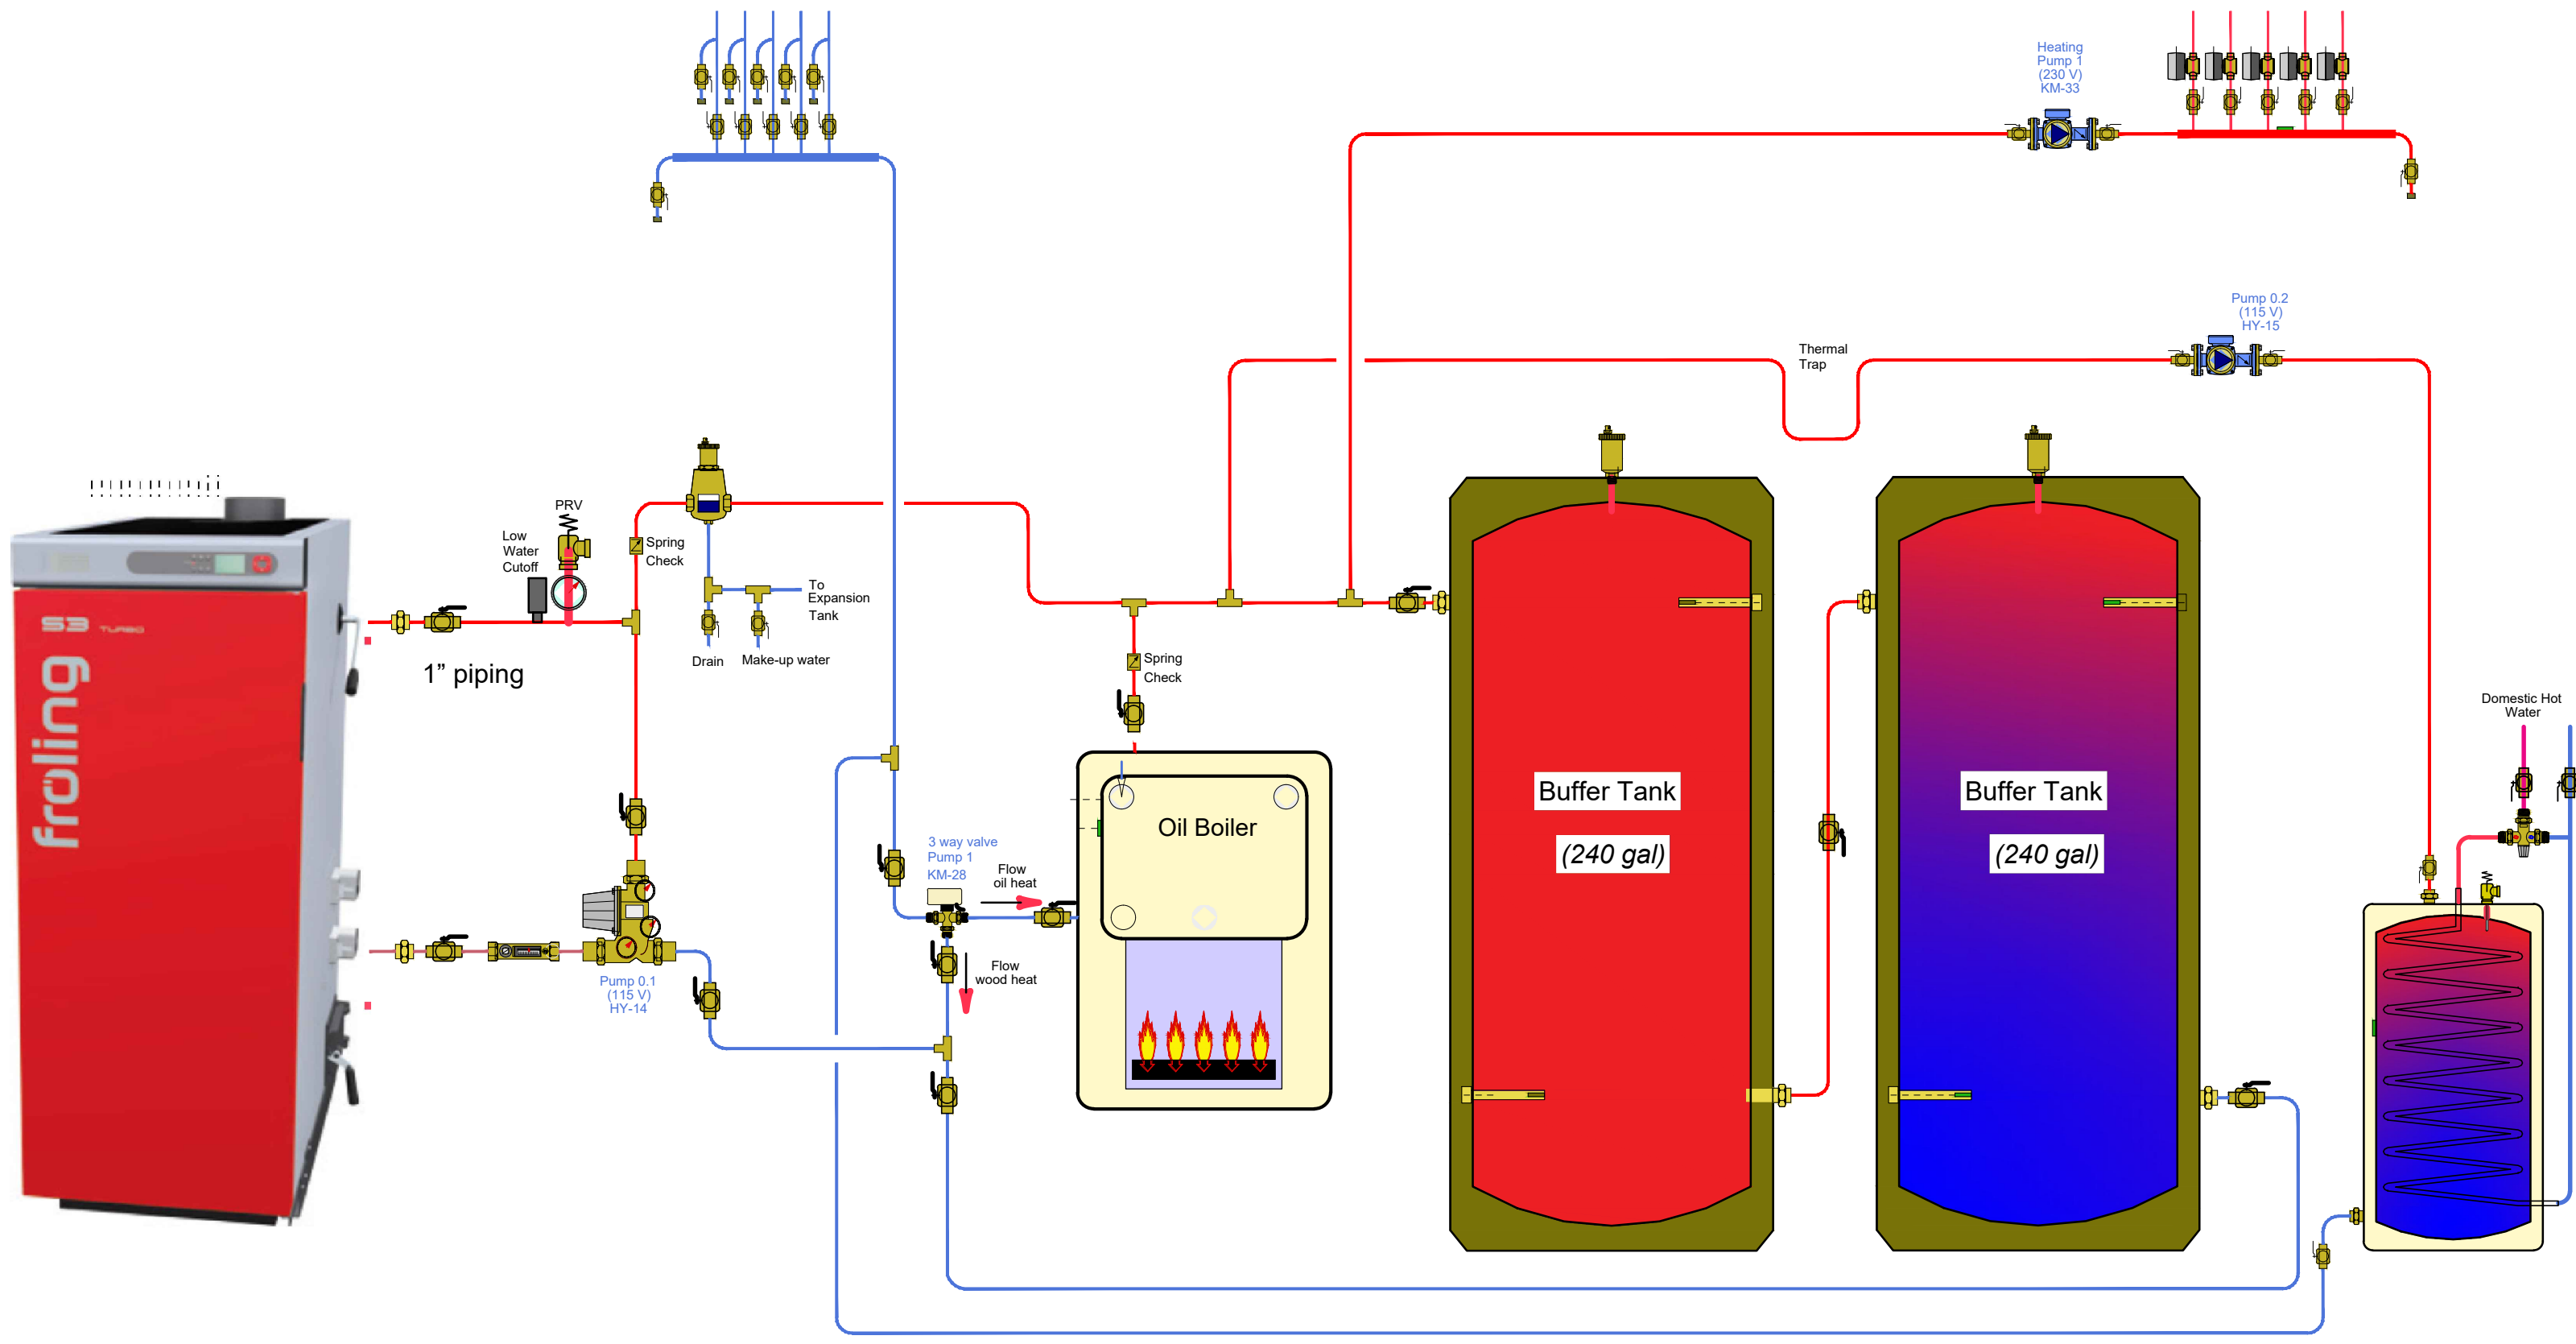 Heating
Pump 1
(230 V)
KM-33
Pump 0.2
(115 V)
HY-15
Thermal
Trap
PRV
Low
Water
Cutoff
Spring
Check
To
Expansion
Tank
Drain
Make-up water
1” piping
S3 TURBO
fröling
Spring
Check
Domestic Hot
Water
Buffer Tank
(240 gal)
Buffer Tank
(240 gal)
Oil Boiler
3 way valve
Pump 1
KM-28
Flow
oil heat
Flow
wood heat
Pump 0.1
(115 V)
HY-14